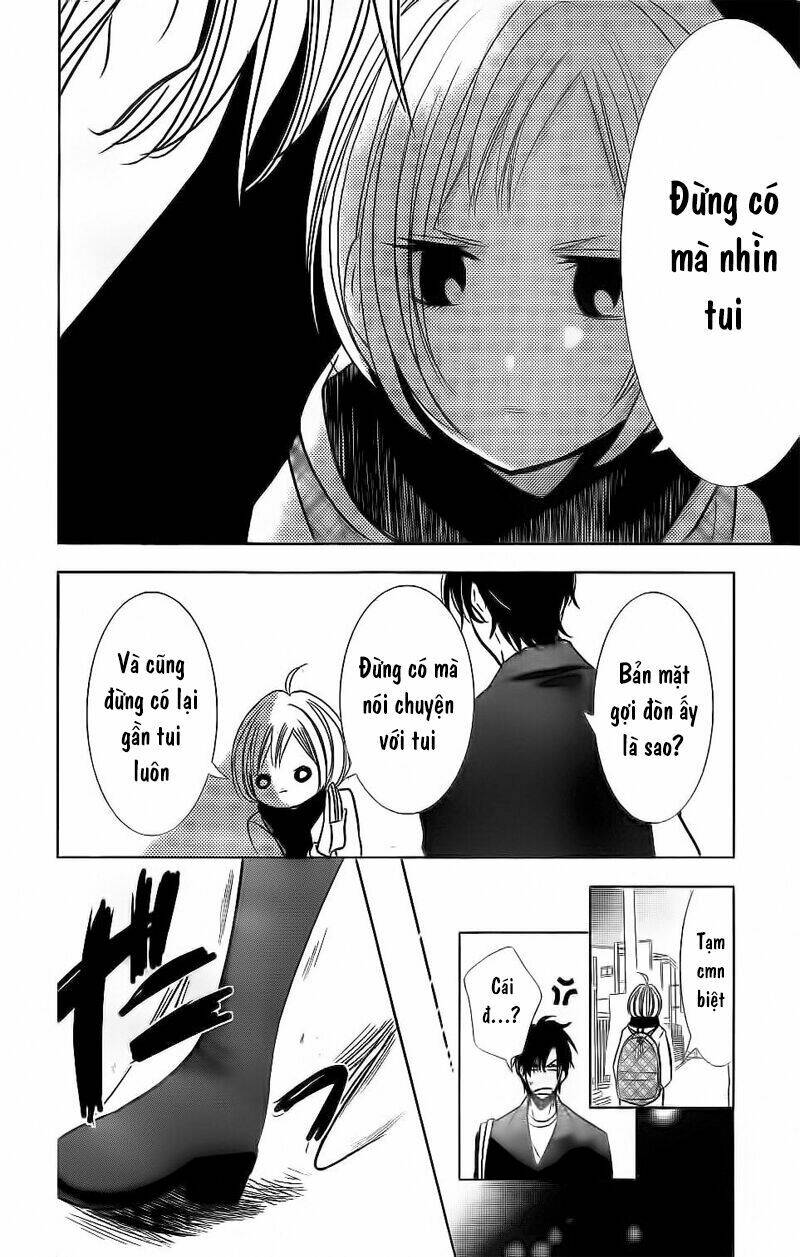 Đừng có
mà nhìn
tui
Bản mặt
gợi đòn ấy
là sao?
Đừng có mà
nói chuyện
với tui
Và cũng
đừng có lại
gần tui
luôn
Tạm
cmn
biệt
Cái
đ...?